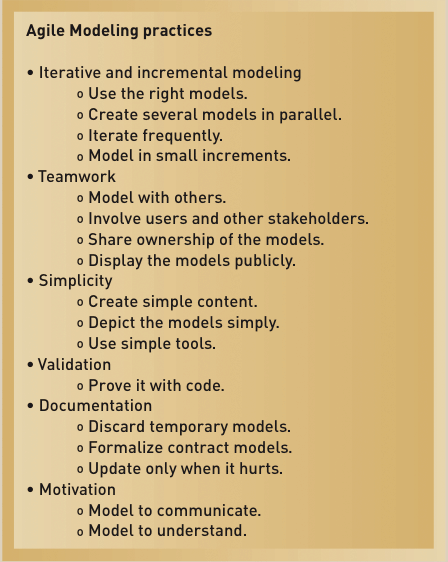 Agile Modeling practices
• Iterative and incremental modeling
o Use the right models.
o Create several models in parallel.
o Iterate frequently.
o Model in small increments.
• Teamwork
o Model with others.
o Involve users and other stakeholders.
o Share ownership of the models.
o Display the models publicly.
• Simplicity
o Create simple content.
o Depict the models simply.
o Use simple tools.
• Validation
o Prove it with code.
• Documentation
o Discard temporary models.
o Formalize contract models.
o Update only when it hurts.
• Motivation
o Model to communicate.
o Model to understand.